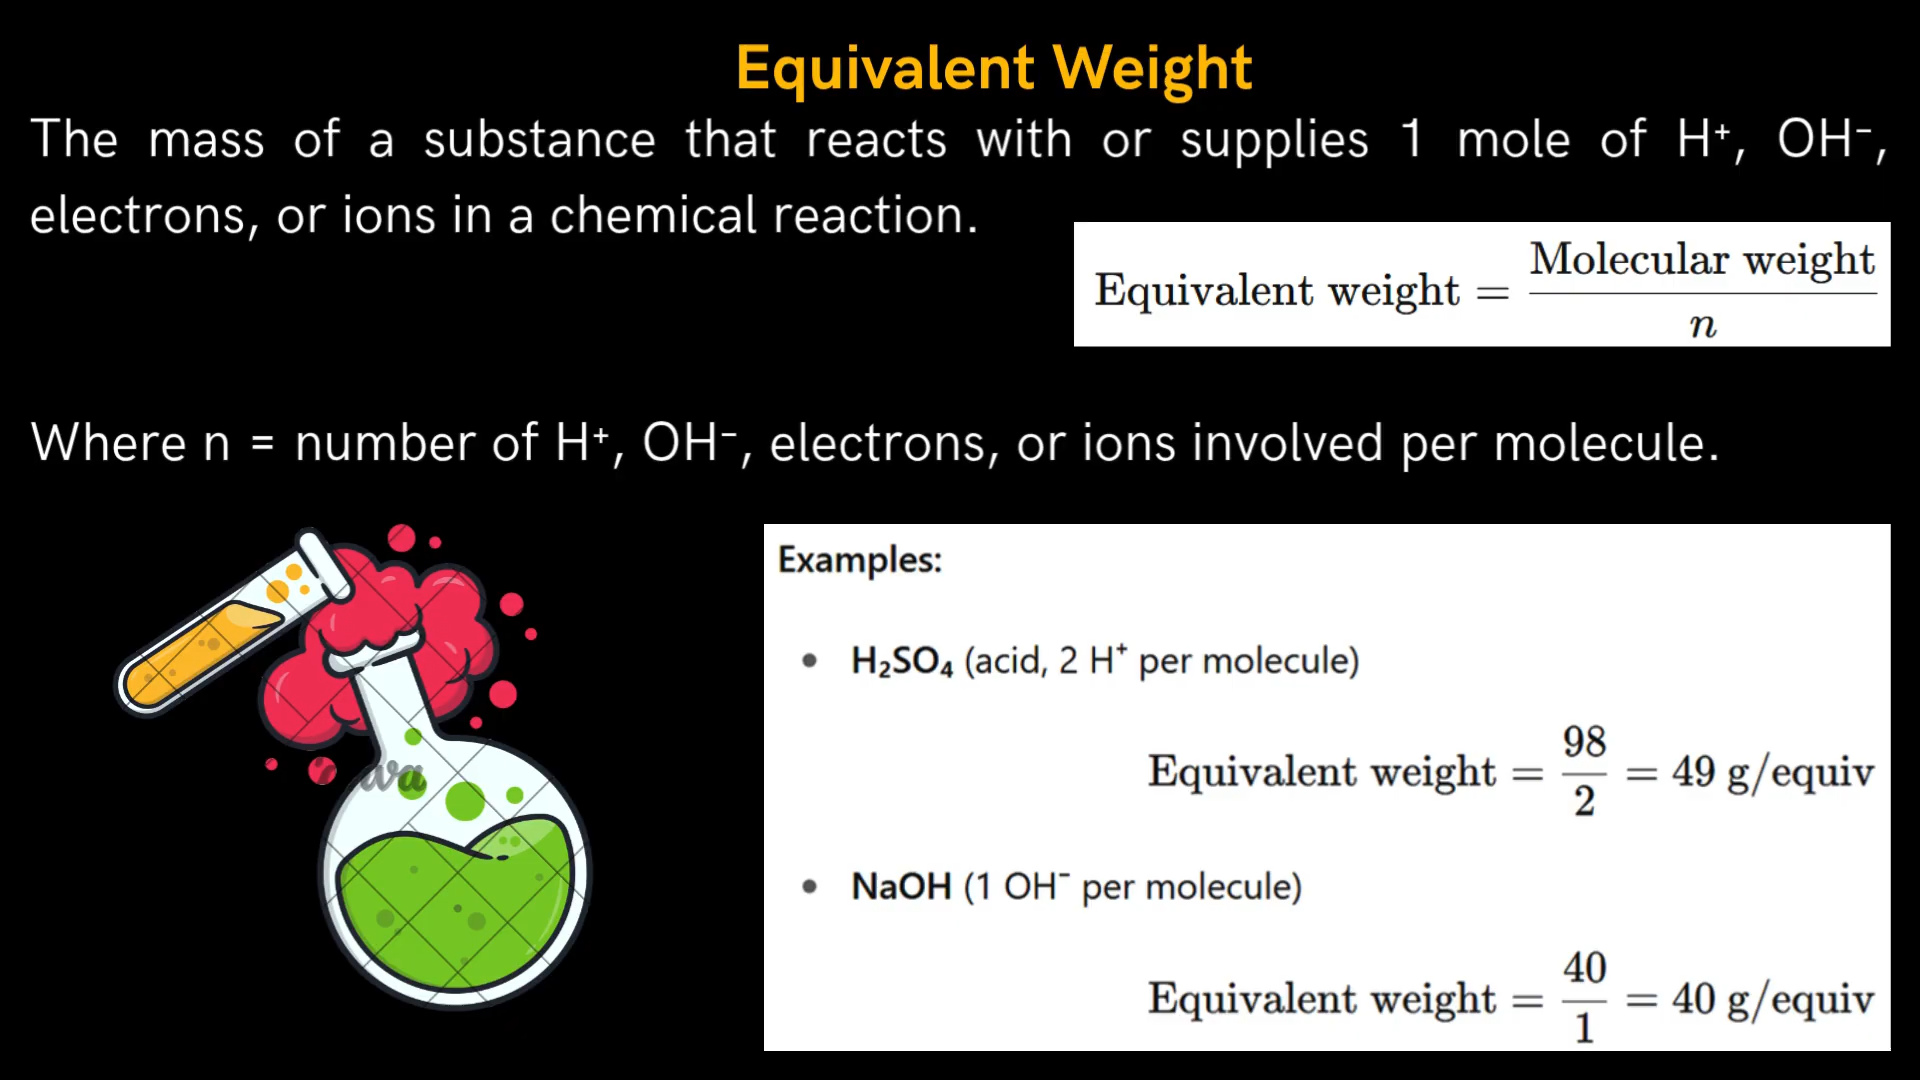 Equivalent Weight
The mass of a substance that reacts with or supplies 1 mole of H⁺, OH⁻,
electrons, or ions in a chemical reaction.
Equivalent weight = Molecular weight / n
Where n = number of H⁺, OH⁻, electrons, or ions involved per molecule.
Examples:
• H₂SO₄ (acid, 2 H⁺ per molecule)
Equivalent weight = 98 / 2 = 49 g/equiv
• NaOH (1 OH⁻ per molecule)
Equivalent weight = 40 / 1 = 40 g/equiv